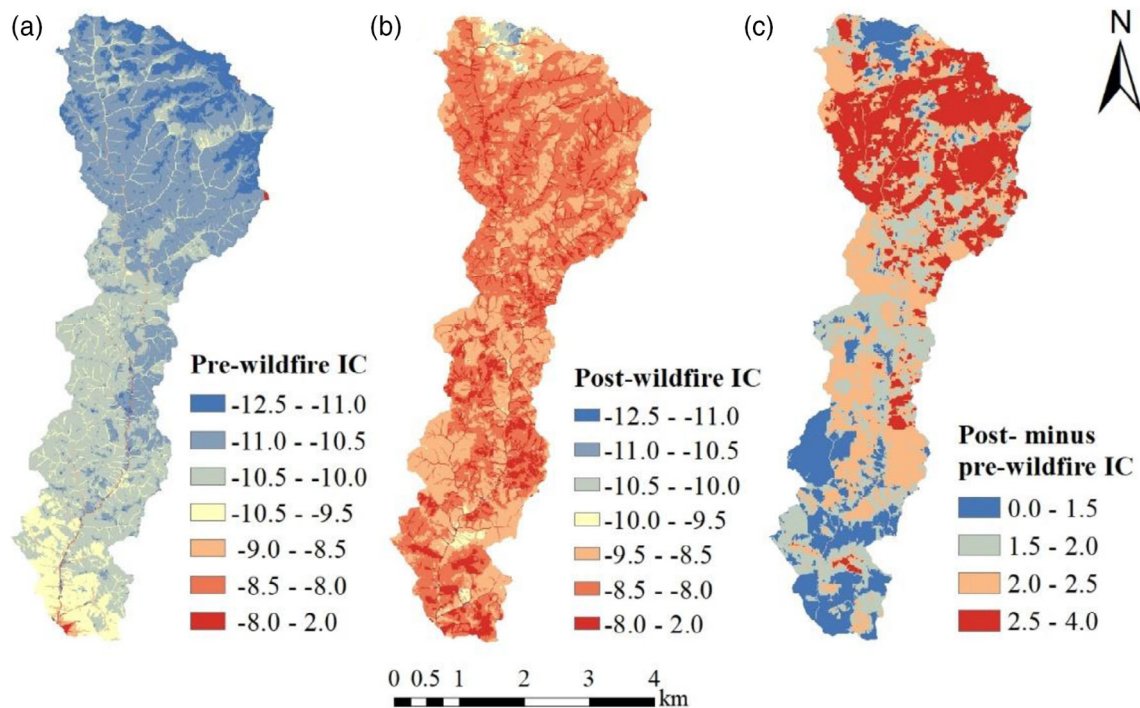 (a)
(b)
(c)
N
Pre-wildfire IC
-12.5 - -11.0
-11.0 - -10.5
-10.5 - -10.0
-10.5 - -9.5
-9.0 - -8.5
-8.5 - -8.0
-8.0 - 2.0
Post-wildfire IC
-12.5 - -11.0
-11.0 - -10.5
-10.5 - -10.0
-10.0 - -9.5
-9.5 - -8.5
-8.5 - -8.0
-8.0 - 2.0
Post- minus
pre-wildfire IC
0.0 - 1.5
1.5 - 2.0
2.0 - 2.5
2.5 - 4.0
0 0.5 1 2 3 4
km